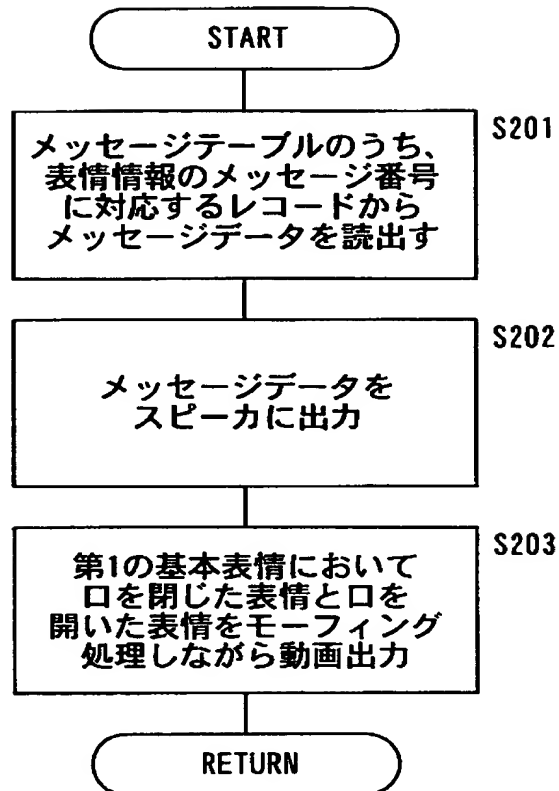 START
S201
メッセージテーブルのうち、
表情情報のメッセージ番号
に対応するレコードから
メッセージデータを読出す
S202
メッセージデータを
スピーカに出力
S203
第1の基本表情において
口を閉じた表情と口を
開いた表情をモーフィング
処理しながら動画出力
RETURN